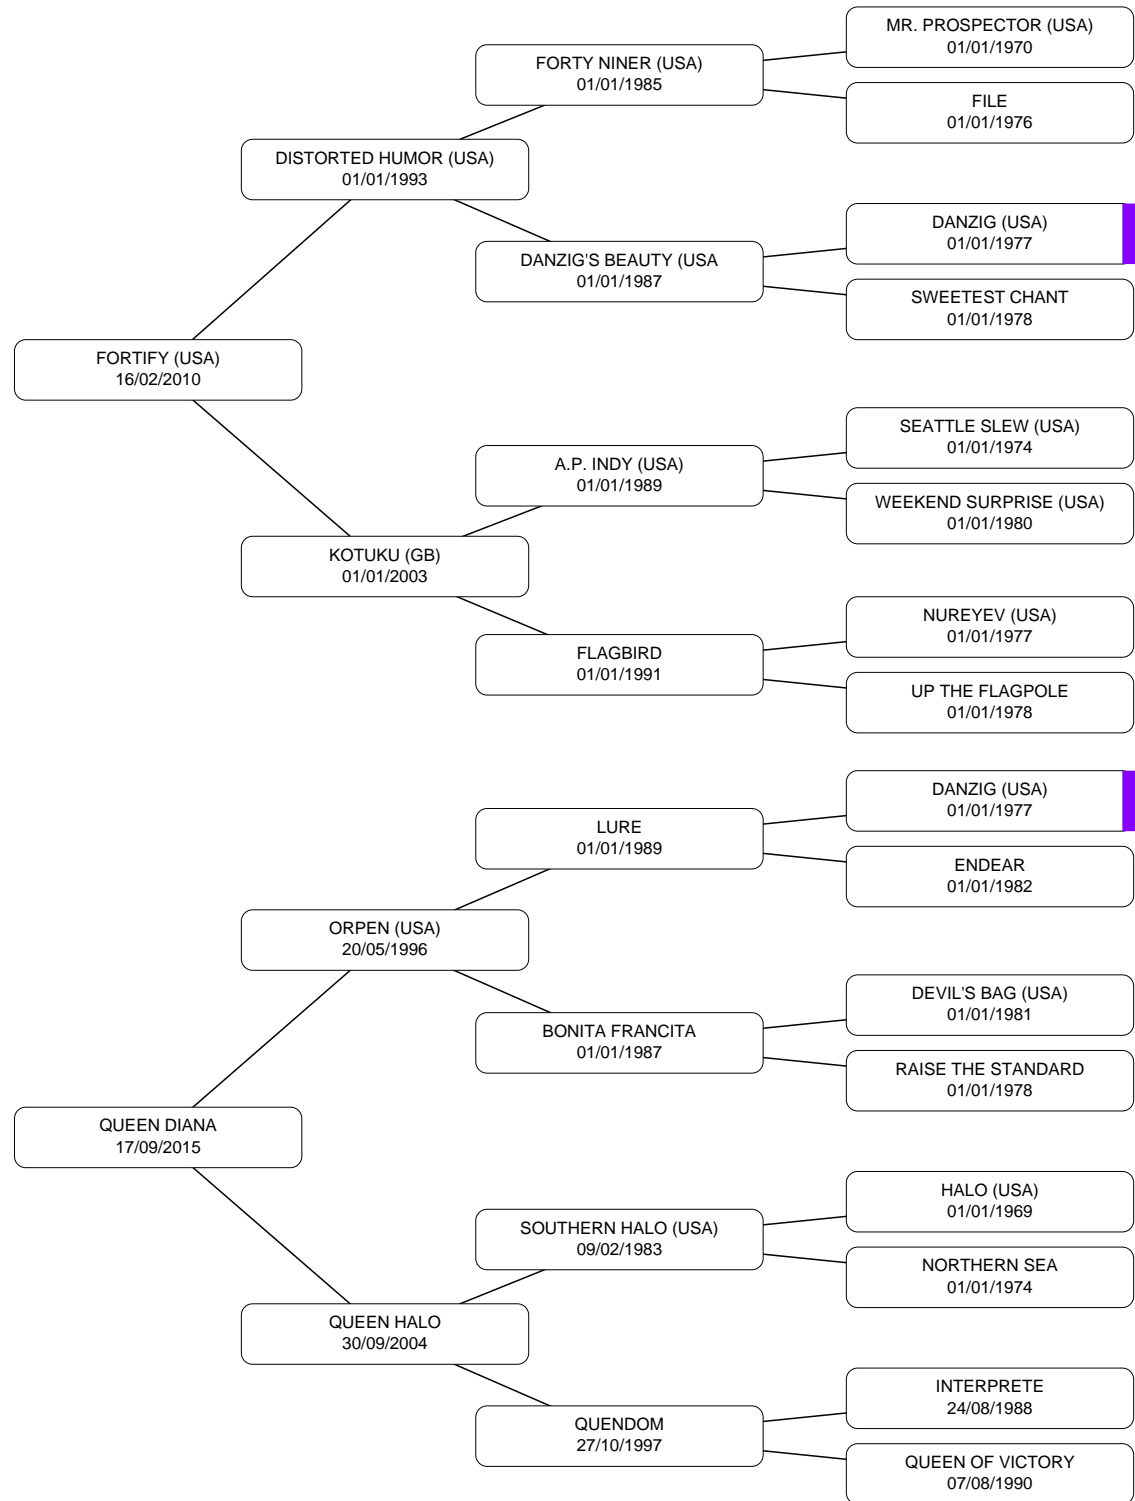 MR. PROSPECTOR (USA)
01/01/1970
FORTY NINER (USA)
01/01/1985
FILE
01/01/1976
DISTORTED HUMOR (USA)
01/01/1993
DANZIG (USA)
01/01/1977
DANZIG'S BEAUTY (USA
01/01/1987
SWEETEST CHANT
01/01/1978
FORTIFY (USA)
16/02/2010
SEATTLE SLEW (USA)
01/01/1974
A.P. INDY (USA)
01/01/1989
WEEKEND SURPRISE (USA)
01/01/1980
KOTUKU (GB)
01/01/2003
NUREYEV (USA)
01/01/1977
FLAGBIRD
01/01/1991
UP THE FLAGPOLE
01/01/1978
DANZIG (USA)
01/01/1977
LURE
01/01/1989
ENDEAR
01/01/1982
ORPEN (USA)
20/05/1996
DEVIL'S BAG (USA)
01/01/1981
BONITA FRANCITA
01/01/1987
RAISE THE STANDARD
01/01/1978
QUEEN DIANA
17/09/2015
HALO (USA)
01/01/1969
SOUTHERN HALO (USA)
09/02/1983
NORTHERN SEA
01/01/1974
QUEEN HALO
30/09/2004
INTERPRETE
24/08/1988
QUENDOM
27/10/1997
QUEEN OF VICTORY
07/08/1990